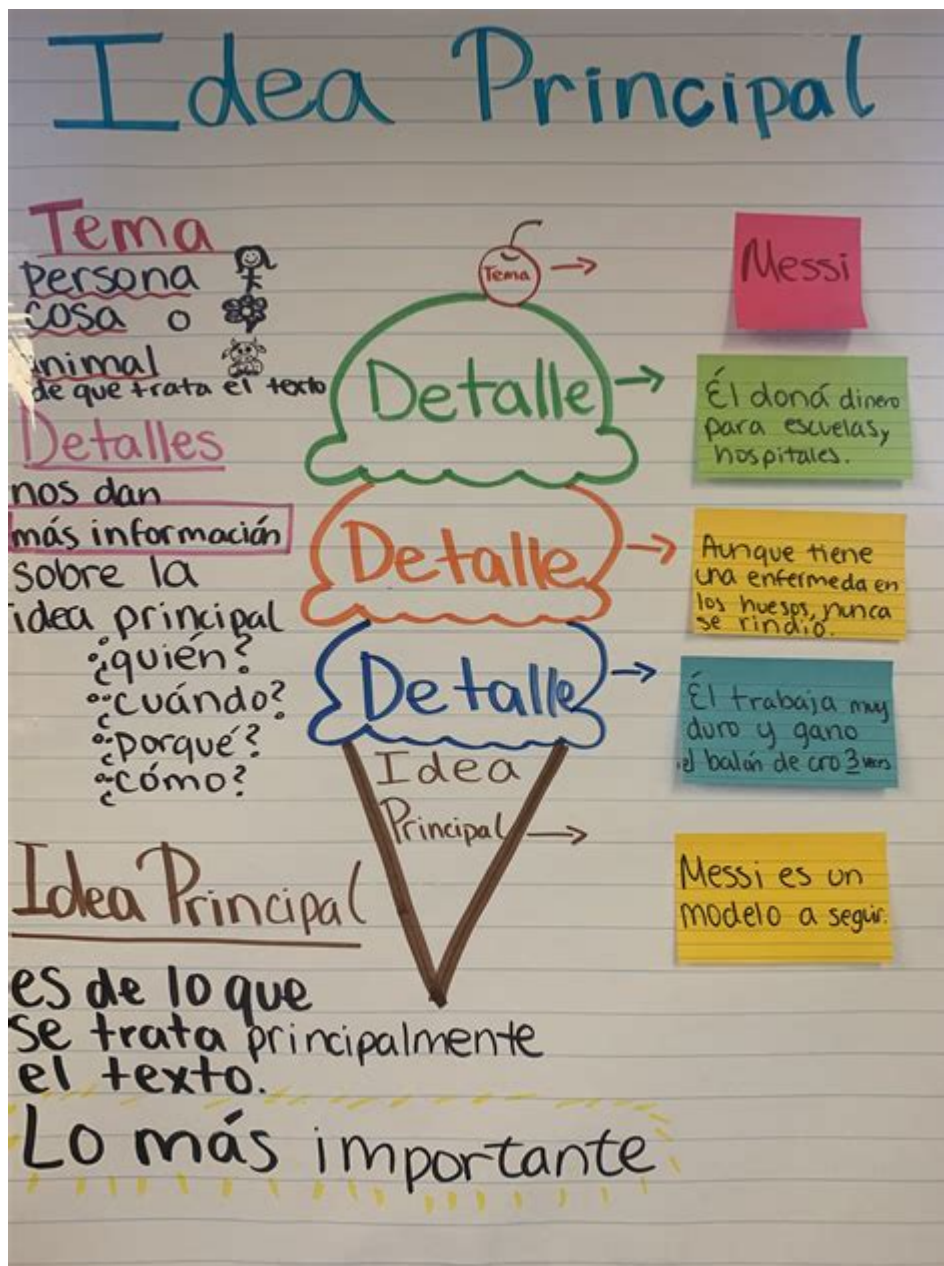 Idea Principal
Tema
persona
cosa o
animal
de que trata el texto
Detalles
nos dan
más información
sobre la
idea principal
¿quién?
¿cuándo?
¿porqué?
¿cómo?
Idea Principal
es de lo que
se trata principalmente
el texto.
Lo más importante
Tema
Detalle
Detalle
Detalle
Idea
Principal
Messi
Él doná dinero
para escuelas y
hospitales.
Aunque tiene
una enfermeda en
los huesos, nunca
se rindió.
Él trabaja muy
duro y gano
el balón de oro 3 veces
Messi es un
modelo a seguir.